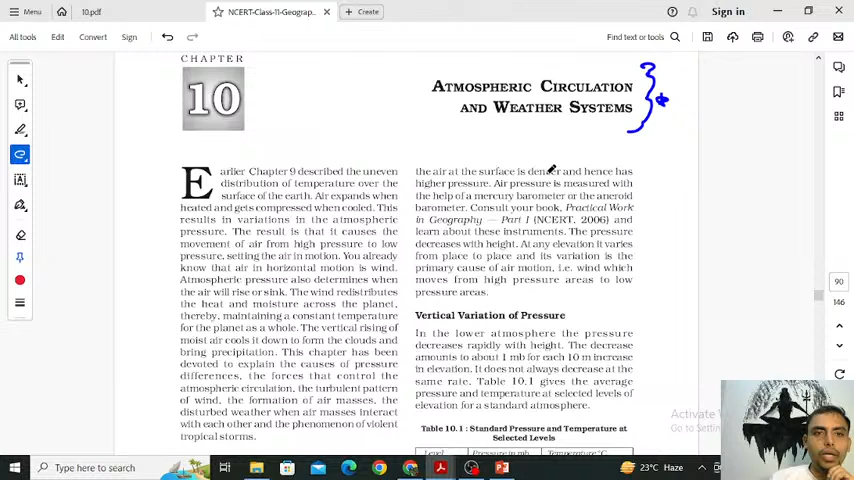 Menu
10.pdf
NCERT-Class-11-Geograp...
Create
Sign in
All tools
Edit
Convert
Sign
Find text or tools
CHAPTER
10
ATMOSPHERIC CIRCULATION
AND WEATHER SYSTEMS
Earlier Chapter 9 described the uneven
distribution of temperature over the
surface of the earth. Air expands when
heated and gets compressed when cooled. This
results in variations in the atmospheric
pressure. The result is that it causes the
movement of air from high pressure to low
pressure, setting the air in motion. You already
know that air in horizontal motion is wind.
Atmospheric pressure also determines when
the air will rise or sink. The wind redistributes
the heat and moisture across the planet,
thereby, maintaining a constant temperature
for the planet as a whole. The vertical rising of
moist air cools it down to form the clouds and
bring precipitation. This chapter has been
devoted to explain the causes of pressure
differences, the forces that control the
atmospheric circulation, the turbulent pattern
of wind, the formation of air masses, the
disturbed weather when air masses interact
with each other and the phenomenon of violent
tropical storms.
the air at the surface is denser and hence has
higher pressure. Air pressure is measured with
the help of a mercury barometer or the aneroid
barometer. Consult your book, Practical Work
in Geography — Part I (NCERT, 2006) and
learn about these instruments. The pressure
decreases with height. At any elevation it varies
from place to place and its variation is the
primary cause of air motion, i.e. wind which
moves from high pressure areas to low
pressure areas.
Vertical Variation of Pressure
In the lower atmosphere the pressure
decreases rapidly with height. The decrease
amounts to about 1 mb for each 10 m increase
in elevation. It does not always decrease at the
same rate. Table 10.1 gives the average
pressure and temperature at selected levels of
elevation for a standard atmosphere.
Table 10.1 : Standard Pressure and Temperature at
Selected Levels
Level
Pressure in mb
Temperature °C
90
146
Activate
Go to Setting
Type here to search
23°C Haze